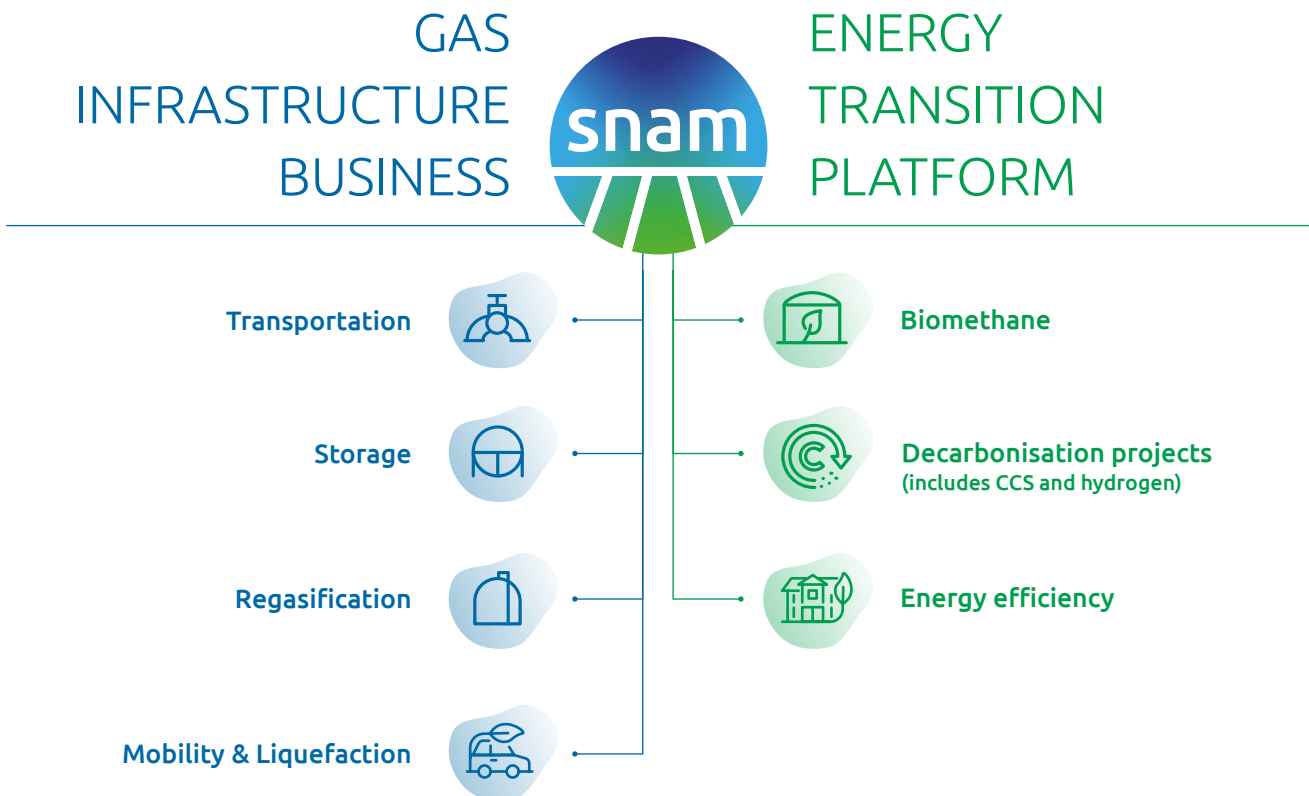 GAS
INFRASTRUCTURE
BUSINESS
snam
ENERGY
TRANSITION
PLATFORM
Transportation
Storage
Regasification
Mobility & Liquefaction
Biomethane
Decarbonisation projects
(includes CCS and hydrogen)
Energy efficiency